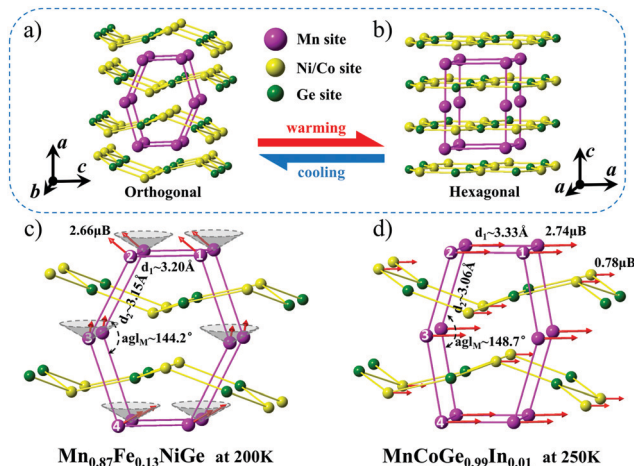 a)
Mn site
Ni/Co site
Ge site
b)
warming
cooling
a
c
b
Orthogonal
Hexagonal
c
a
a
c)
2.66μB
2
1
d₁~3.20Å
d₂~3.15Å
3
agl_M~144.2°
4
Mn₀.₈₇Fe₀.₁₃NiGe at 200K
d)
d₁~3.33Å
2.74μB
2
1
0.78μB
d₂~3.06Å
3
agl_M~148.7°
4
MnCoGe₀.₉₉In₀.₀₁ at 250K